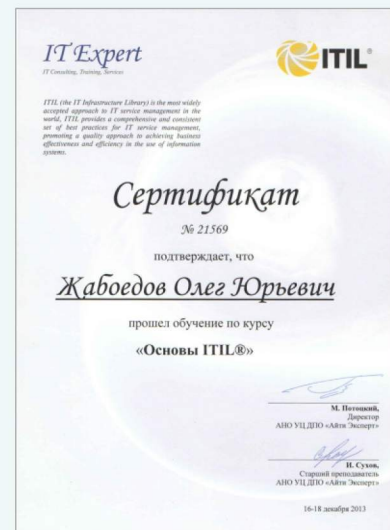 IT Expert
IT Consulting, Training, Services
ITIL®
ITIL (the IT Infrastructure Library) is the most widely
accepted approach to IT service management in the
world. ITIL provides a comprehensive and consistent
set of best practices for IT service management,
promoting a quality approach to achieving business
effectiveness and efficiency in the use of information
systems.
Сертификат
№ 21569
подтверждает, что
Жабоедов Олег Юрьевич
прошел обучение по курсу
«Основы ITIL®»
М. Потоцкий,
Директор
АНО УЦ ДПО «Айти Эксперт»
И. Сухов,
Старший преподаватель
АНО УЦ ДПО «Айти Эксперт»
16-18 декабря 2013